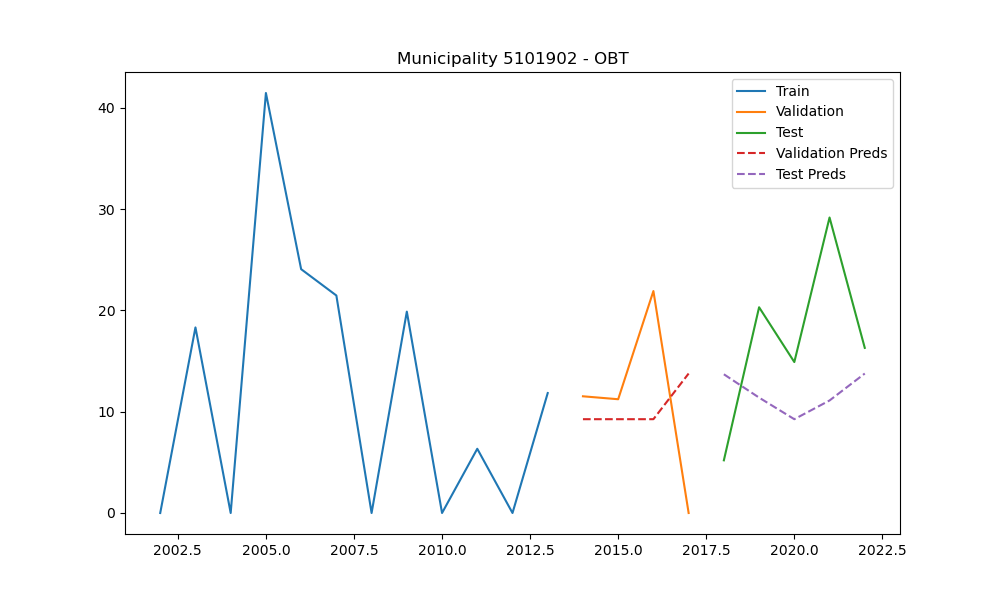 Municipality 5101902 - OBT
Train
Validation
Test
Validation Preds
Test Preds
40
30
20
10
0
2002.5 2005.0 2007.5 2010.0 2012.5 2015.0 2017.5 2020.0 2022.5